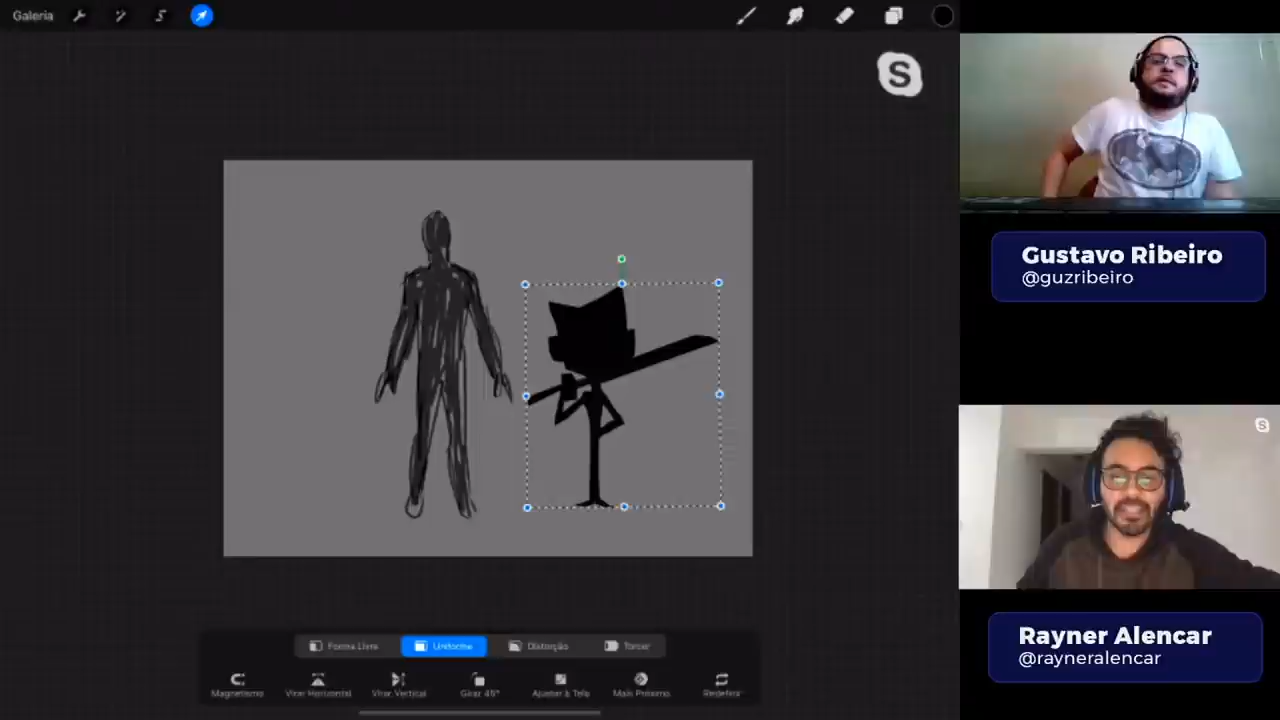 Galeria
S
Gustavo Ribeiro
@guzribeiro
S
Rayner Alencar
@rayneralencar
Forma Livre
Uniforme
Distorção
Torcer
Magnetismo
Virar Horizontal
Virar Vertical
Girar 45°
Ajustar à Tela
Mais Próximo
Redefinir